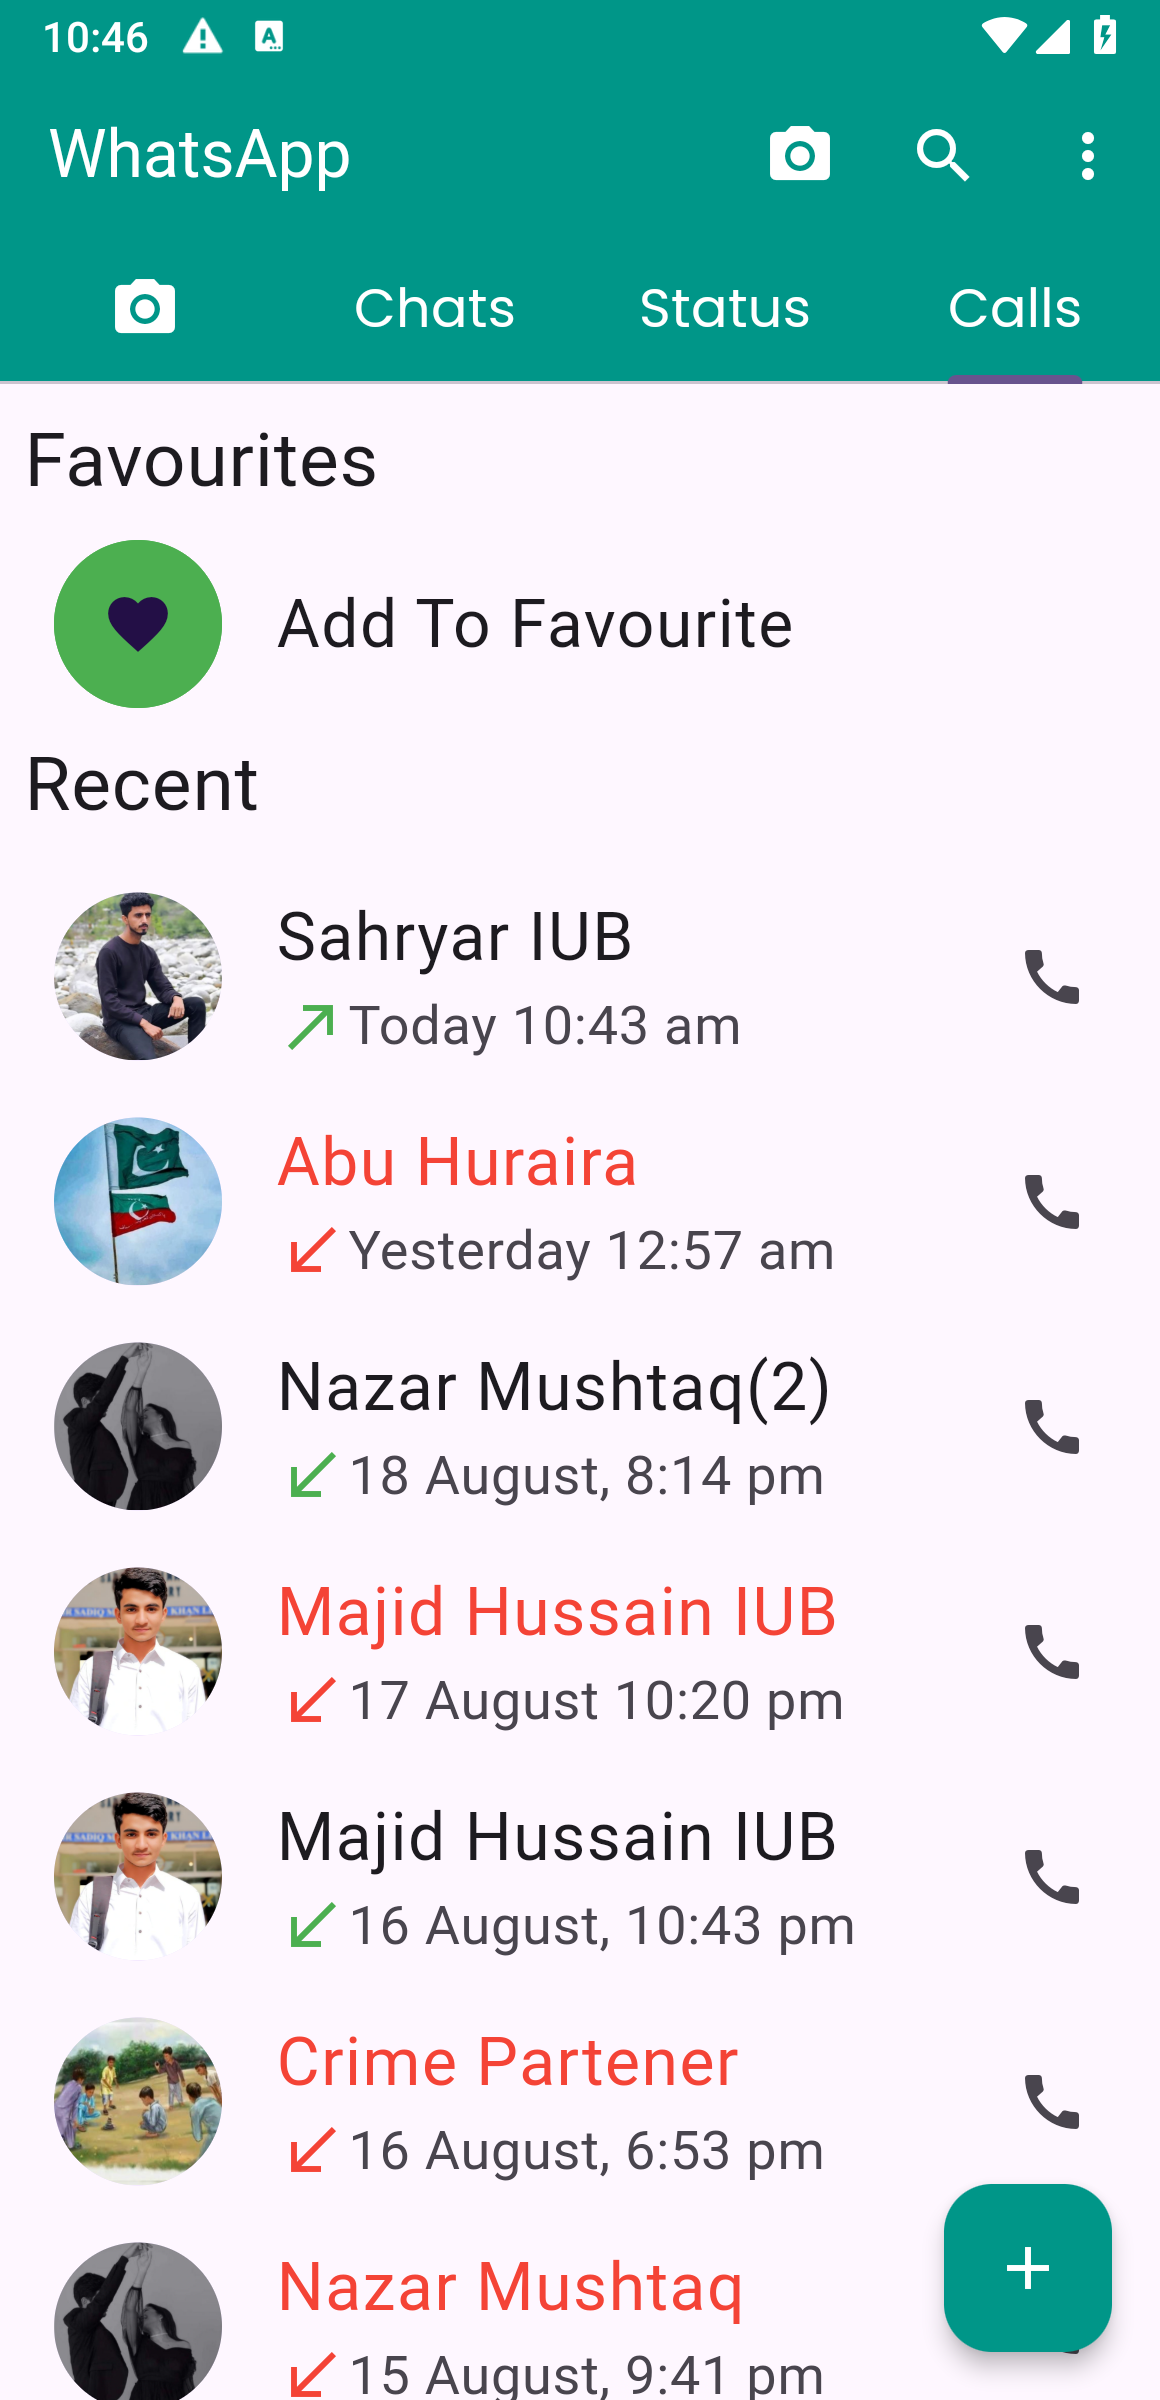 10:46
WhatsApp
Chats Status Calls
Favourites
Add To Favourite
Recent
Sahryar IUB
Today 10:43 am
Abu Huraira
Yesterday 12:57 am
Nazar Mushtaq(2)
18 August, 8:14 pm
Majid Hussain IUB
17 August 10:20 pm
Majid Hussain IUB
16 August, 10:43 pm
Crime Partener
16 August, 6:53 pm
Nazar Mushtaq
15 August, 9:41 pm